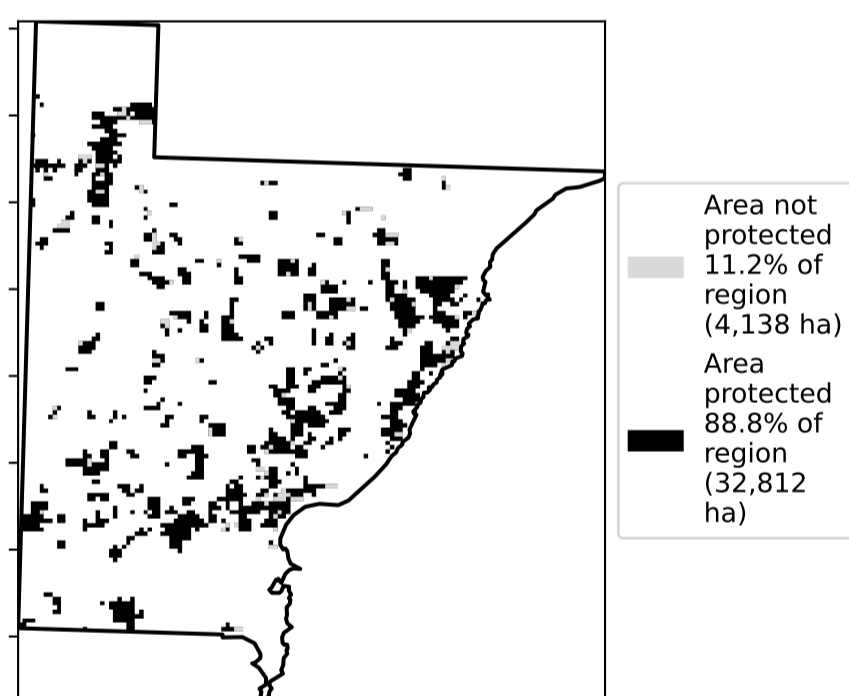 Area not
protected
11.2% of
region
(4,138 ha)
Area
protected
88.8% of
region
(32,812
ha)